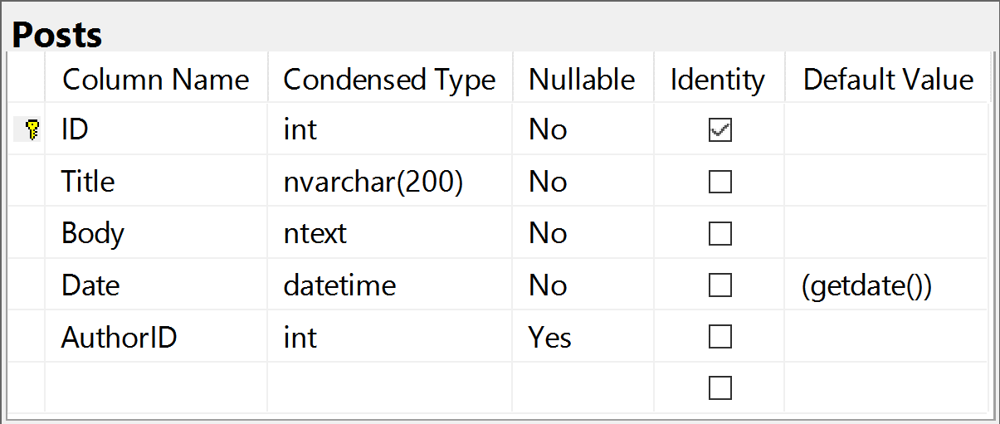 Posts
Column Name Condensed Type Nullable Identity Default Value
ID int No
Title nvarchar(200) No
Body ntext No
Date datetime No (getdate())
AuthorID int Yes